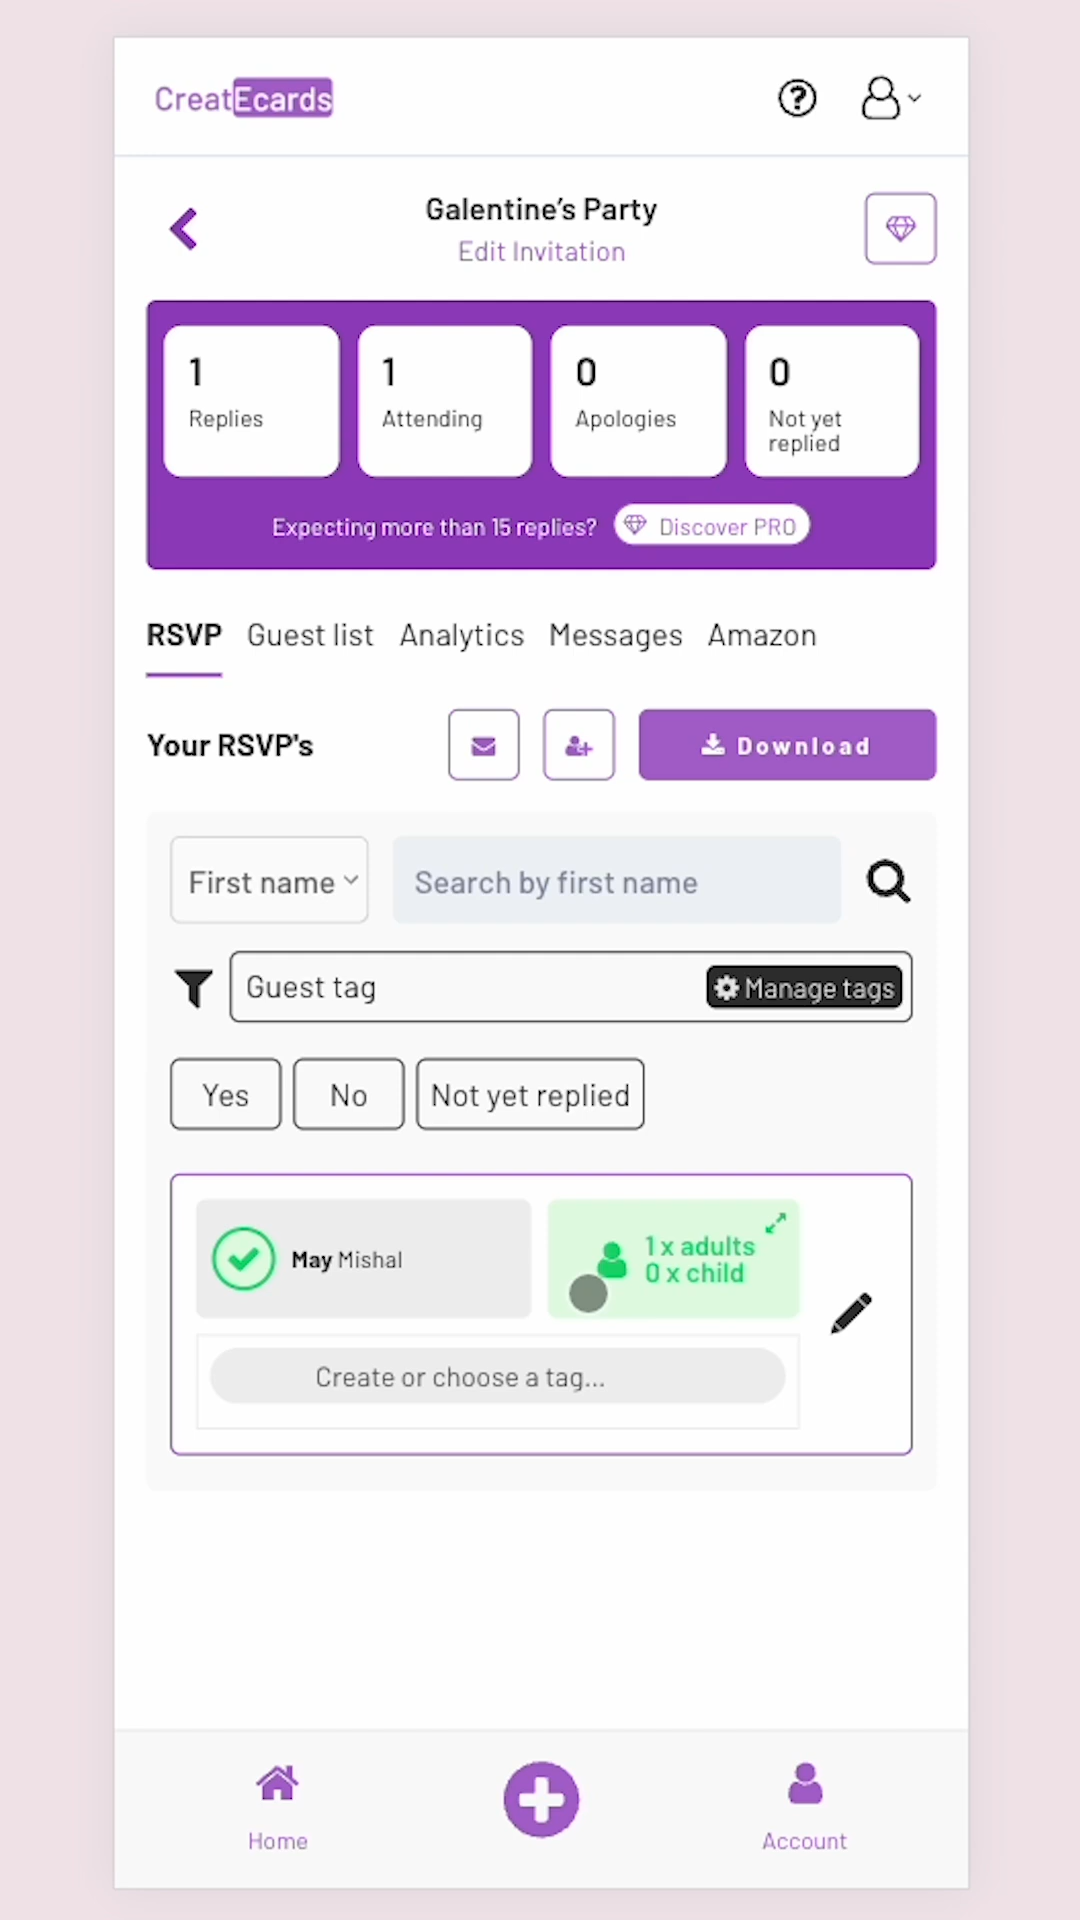 CreatEcards
Galentine’s Party
Edit Invitation
1
Replies
1
Attending
0
Apologies
0
Not yet
replied
Expecting more than 15 replies?
Discover PRO
RSVP Guest list Analytics Messages Amazon
Your RSVP's
Download
First name
Search by first name
Guest tag
Manage tags
Yes
No
Not yet replied
May Mishal
1 x adults
0 x child
Create or choose a tag...
Home
Account